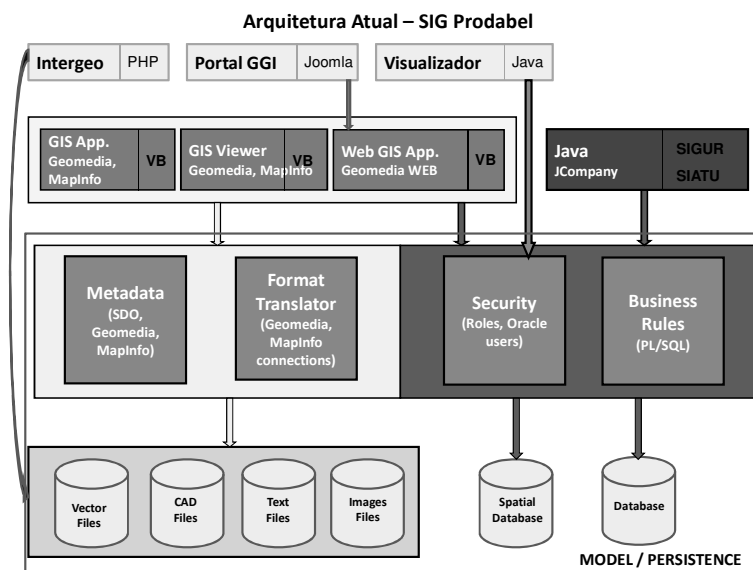 Arquitetura Atual – SIG Prodabel
Intergeo PHP
Portal GGI Joomla
Visualizador Java
GIS App.
Geomedia,
MapInfo
VB
GIS Viewer
Geomedia, MapInfo
VB
Web GIS App.
Geomedia WEB
VB
Java
JCompany
SIGUR
SIATU
Metadata
(SDO,
Geomedia,
MapInfo)
Format
Translator
(Geomedia,
MapInfo
connections)
Security
(Roles, Oracle
users)
Business
Rules
(PL/SQL)
Vector
Files
CAD
Files
Text
Files
Images
Files
Spatial
Database
Database
MODEL / PERSISTENCE